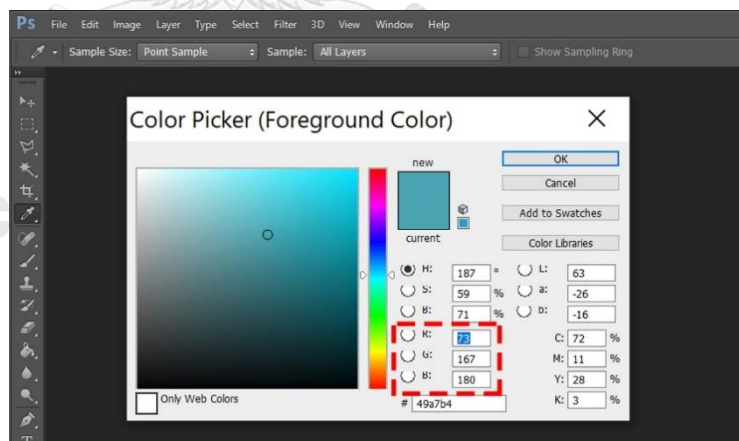 Ps File Edit Image Layer Type Select Filter 3D View Window Help
Sample Size: Point Sample Sample: All Layers Show Sampling Ring
Color Picker (Foreground Color)
new
current
OK
Cancel
Add to Swatches
Color Libraries
H: 187 ° L: 63
S: 59 % a: -26
B: 71 % b: -16
R: 73 C: 72 %
G: 167 M: 11 %
B: 180 Y: 28 %
Only Web Colors # 49a7b4 K: 3 %